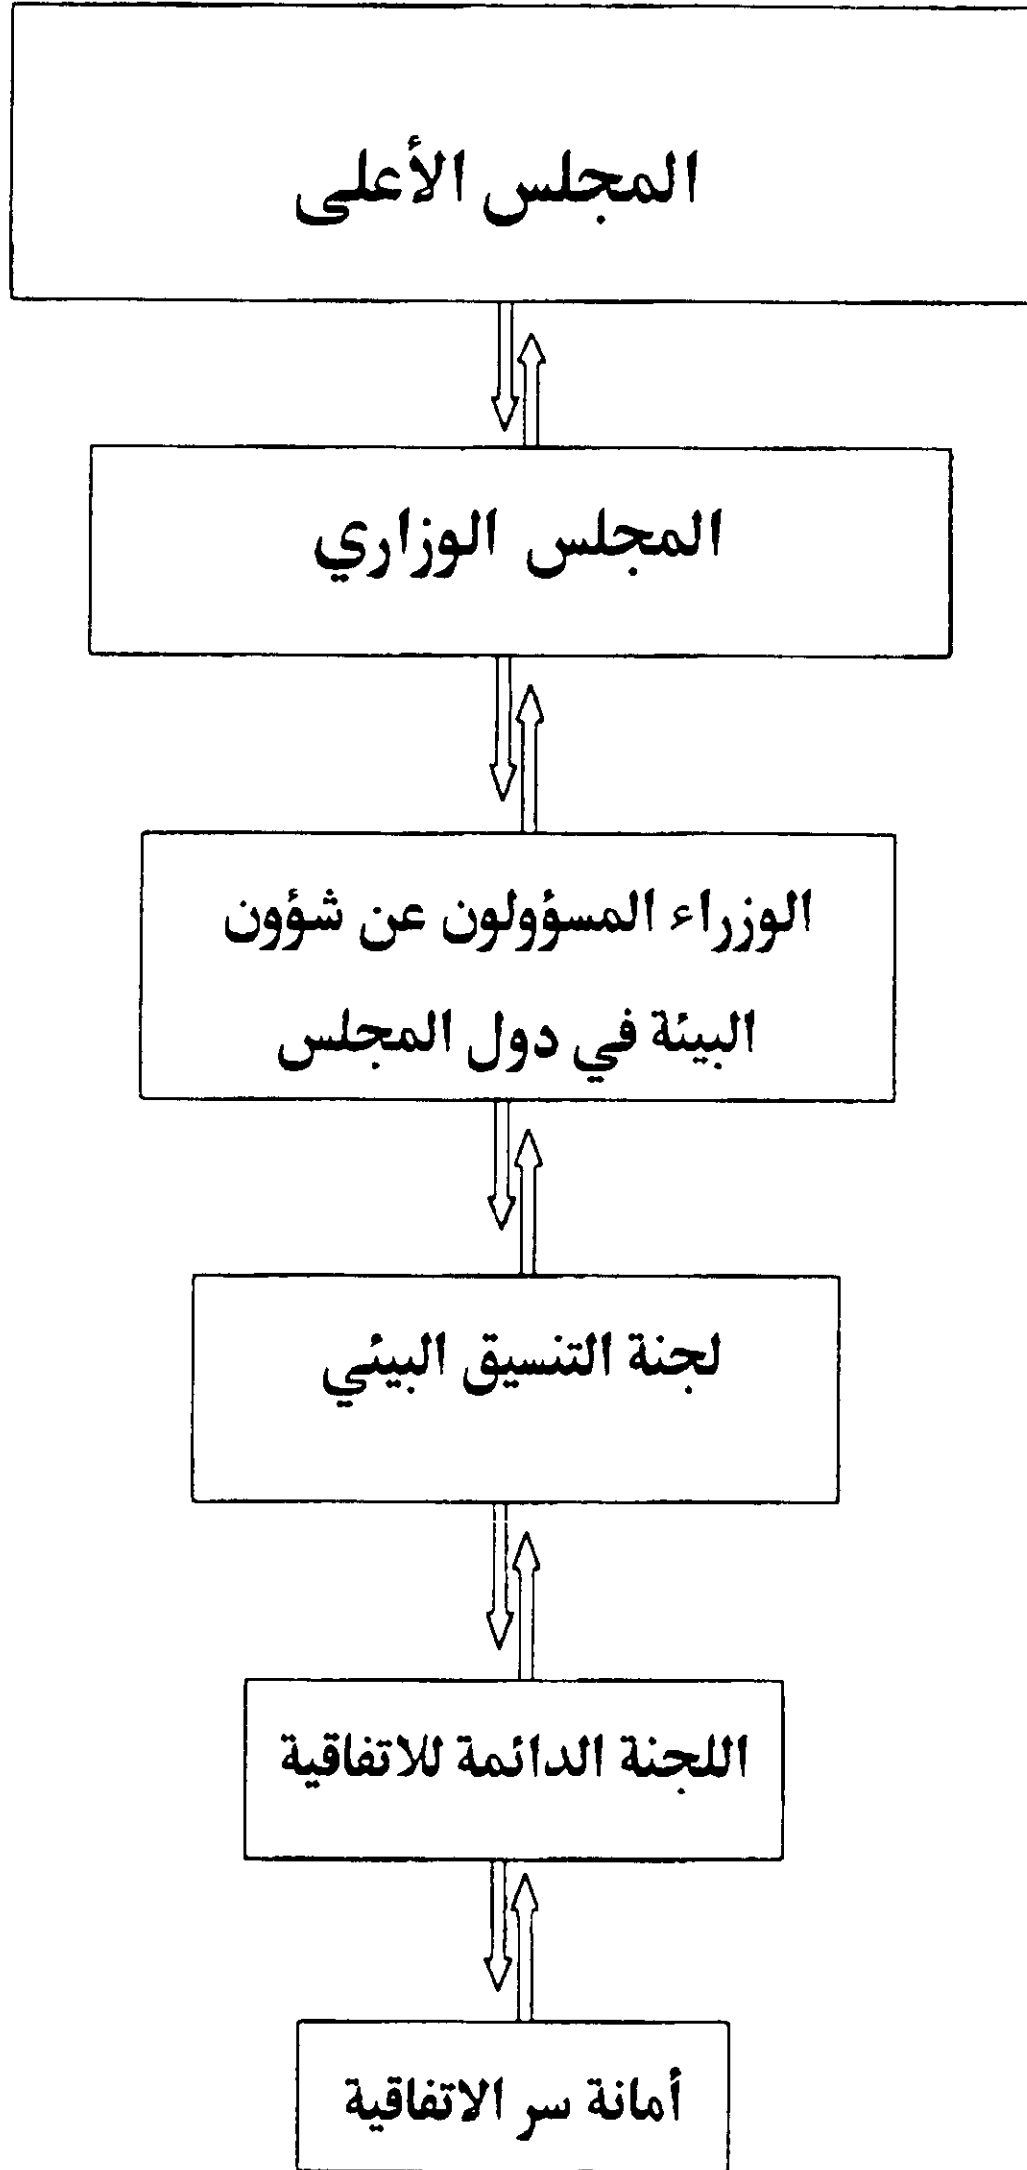 المجلس الأعلى
المجلس الوزاري
الوزراء المسؤولون عن شؤون
البيئة في دول المجلس
لجنة التنسيق البيئي
اللجنة الدائمة للاتفاقية
أمانة سر الاتفاقية